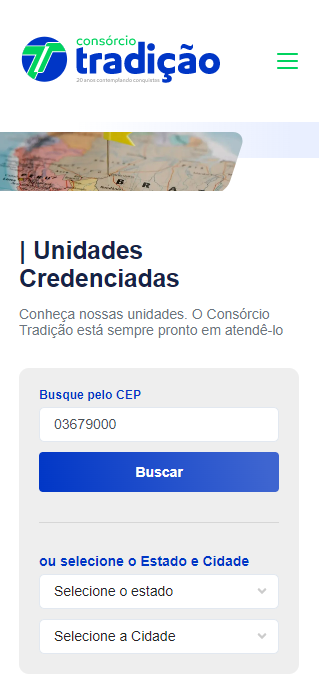 consórcio
tradição
20 anos contemplando conquistas
B R A
| Unidades
Credenciadas
Conheça nossas unidades. O Consórcio
Tradição está sempre pronto em atendê-lo
Busque pelo CEP
03679000
Buscar
ou selecione o Estado e Cidade
Selecione o estado
Selecione a Cidade